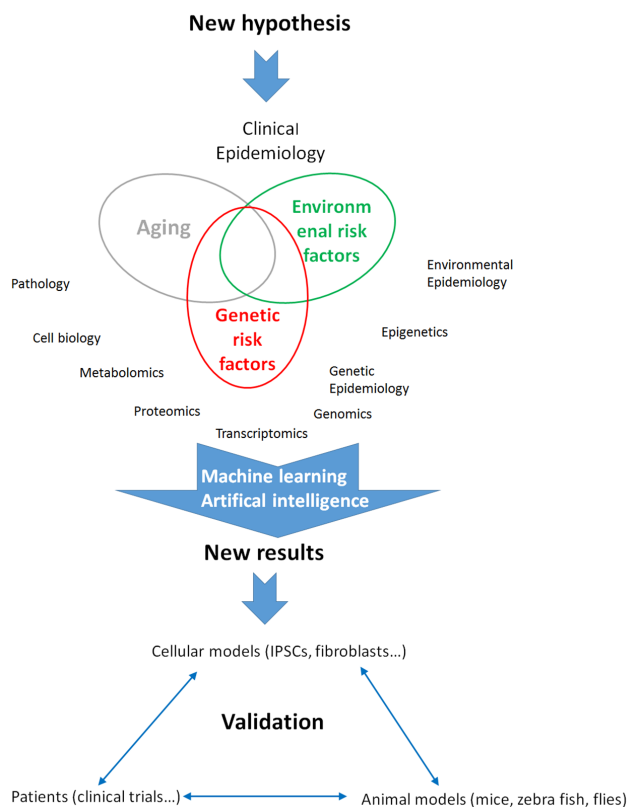 New hypothesis
Clinical
Epidemiology
Aging
Environm
enal risk
factors
Environmental
Epidemiology
Pathology
Genetic
risk
factors
Epigenetics
Cell biology
Metabolomics
Genetic
Epidemiology
Proteomics
Genomics
Transcriptomics
Machine learning
Artifical intelligence
New results
Cellular models (IPSCs, fibroblasts…)
Validation
Patients (clinical trials…)
Animal models (mice, zebra fish, flies)